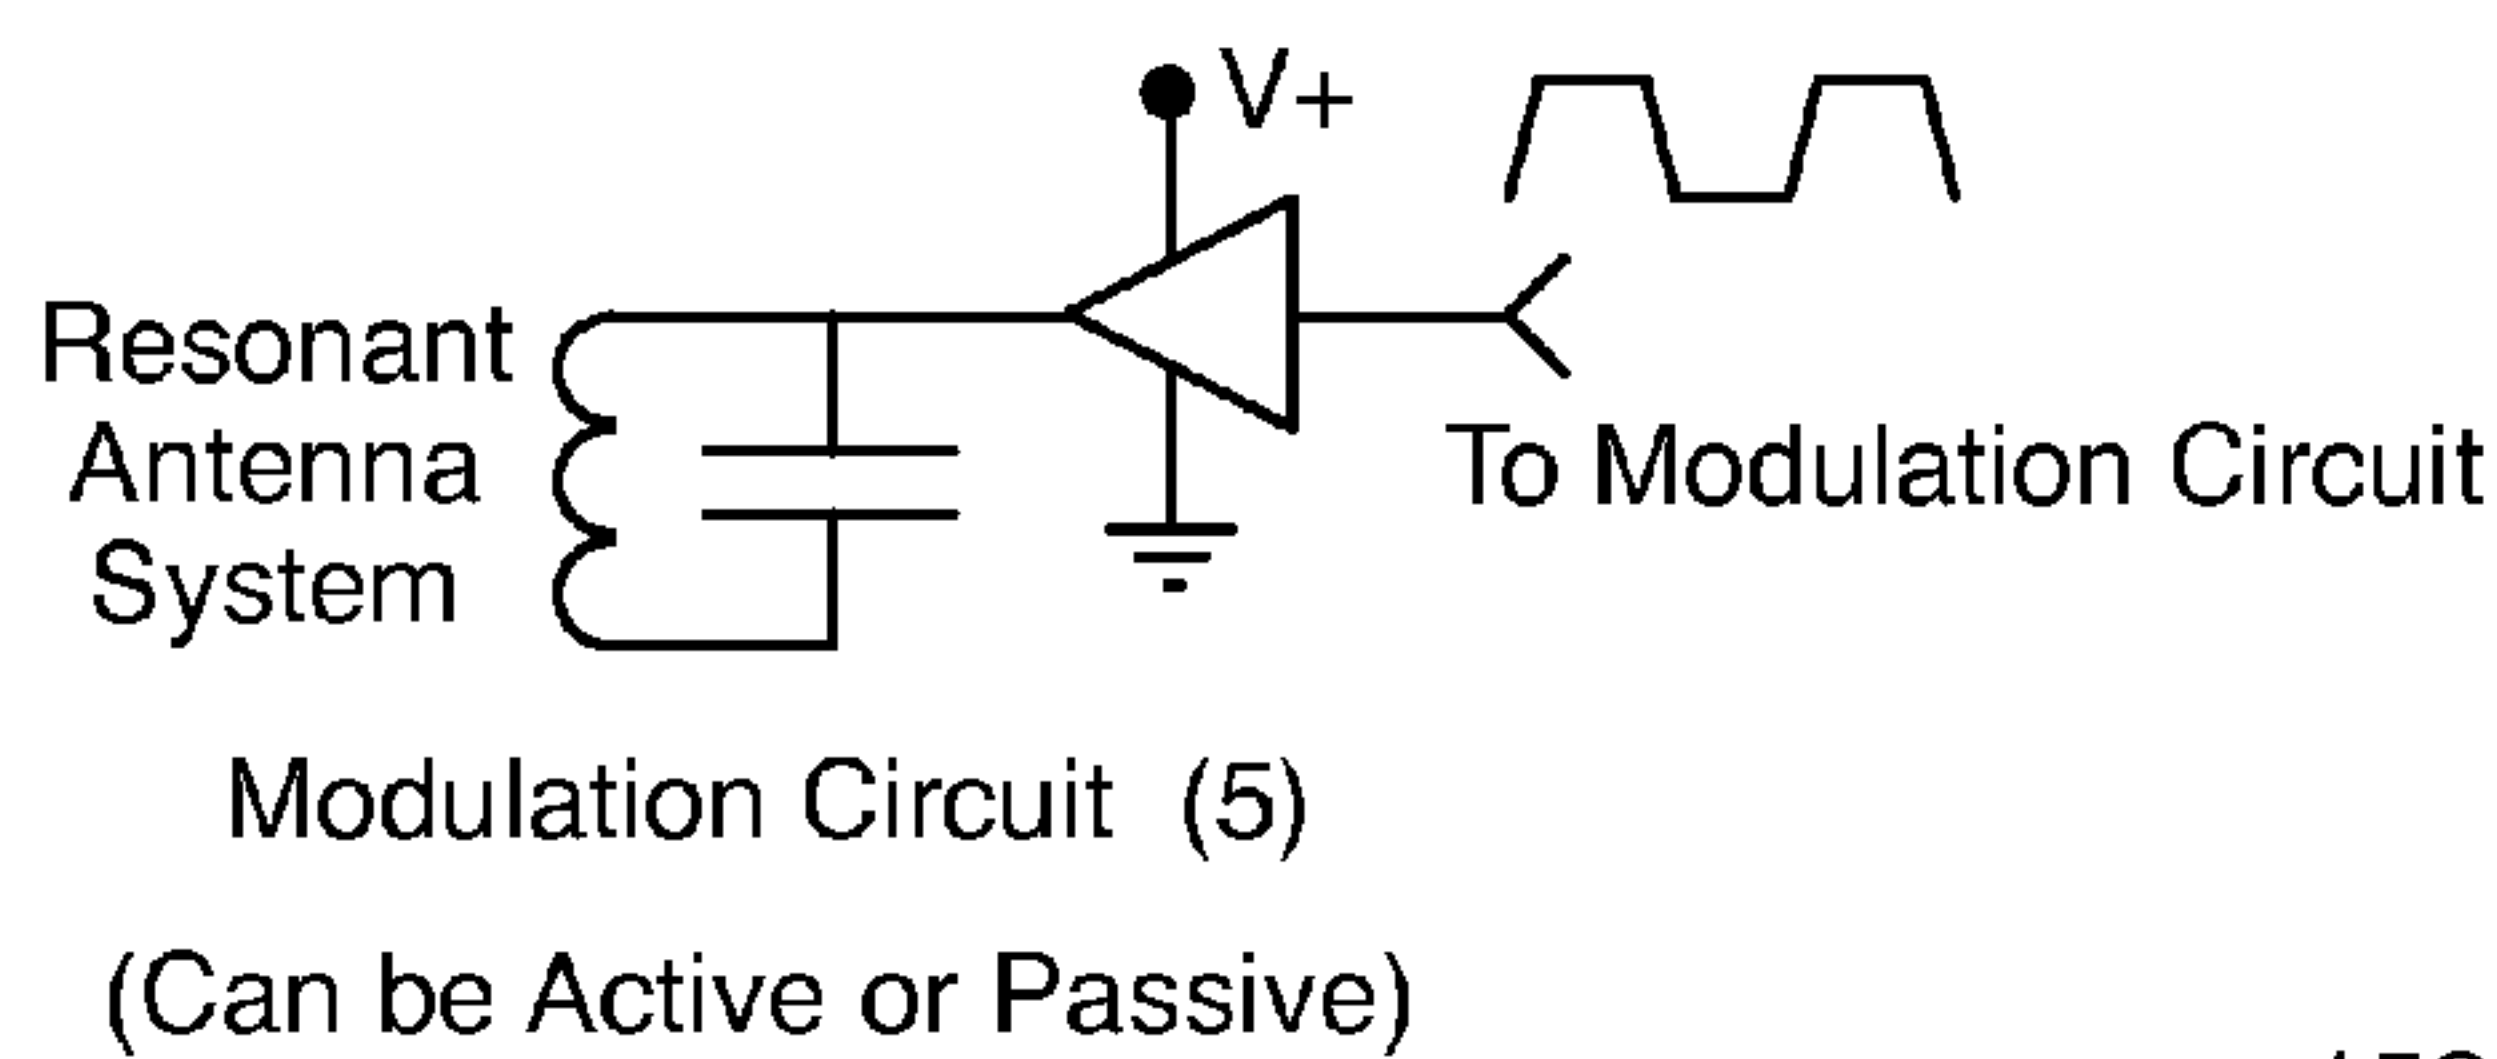 V+
Resonant
Antenna
System
To Modulation Circuit
Modulation Circuit (5)
(Can be Active or Passive)